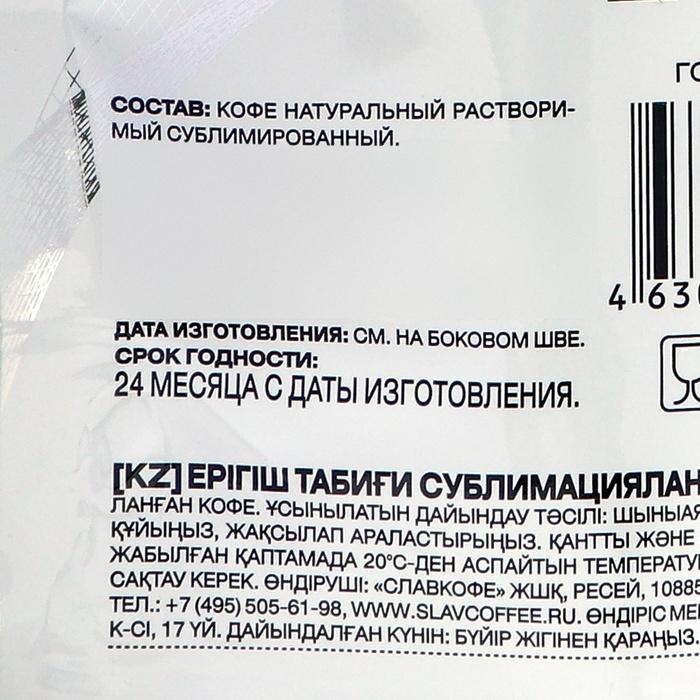 СОСТАВ: КОФЕ НАТУРАЛЬНЫЙ РАСТВОРИ-
МЫЙ СУБЛИМИРОВАННЫЙ.
ГО
4 630
ДАТА ИЗГОТОВЛЕНИЯ: СМ. НА БОКОВОМ ШВЕ.
СРОК ГОДНОСТИ:
24 МЕСЯЦА С ДАТЫ ИЗГОТОВЛЕНИЯ.
[KZ] ЕРІГІШ ТАБИҒИ СУБЛИМАЦИЯЛАН
ЛАНҒАН КОФЕ. ҰСЫНЫЛАТЫН ДАЙЫНДАУ ТӘСІЛІ: ШЫНЫАЯ
ҚҰЙЫҢЫЗ, ЖАҚСЫЛАП АРАЛАСТЫРЫҢЫЗ. ҚАНТТЫ ЖӘНЕ
ЖАБЫЛҒАН ҚАПТАМАДА 20°С-ДЕН АСПАЙТЫН ТЕМПЕРАТУ
САҚТАУ КЕРЕК. ӨНДІРУШІ: «СЛАВКОФЕ» ЖШҚ, РЕСЕЙ, 10885
ТЕЛ.: +7 (495) 505-61-98, WWW.SLAVCOFFEE.RU. ӨНДІРІС МЕ
К-СІ, 17 ҮЙ. ДАЙЫНДАЛҒАН КҮНІН: БҮЙІР ЖІГІНЕН ҚАРАҢЫЗ.